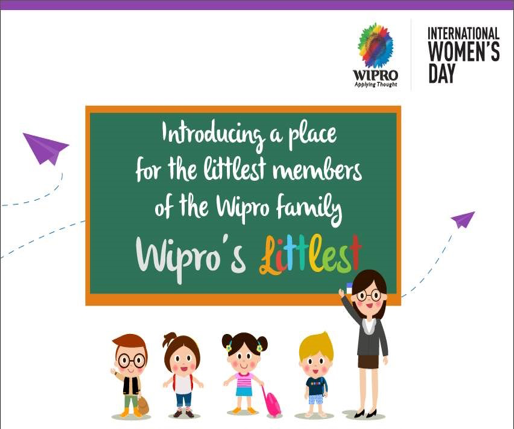 WIPRO
Applying Thought
INTERNATIONAL
WOMEN'S
DAY
Introducing a place
for the littlest members
of the Wipro family
Wipro's Littlest